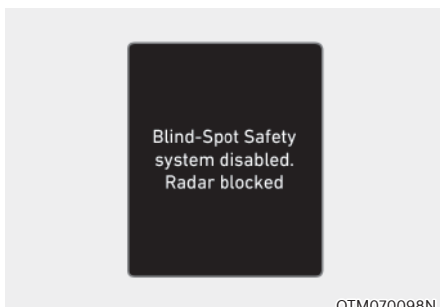 Blind-Spot Safety
system disabled.
Radar blocked
OTM070098N